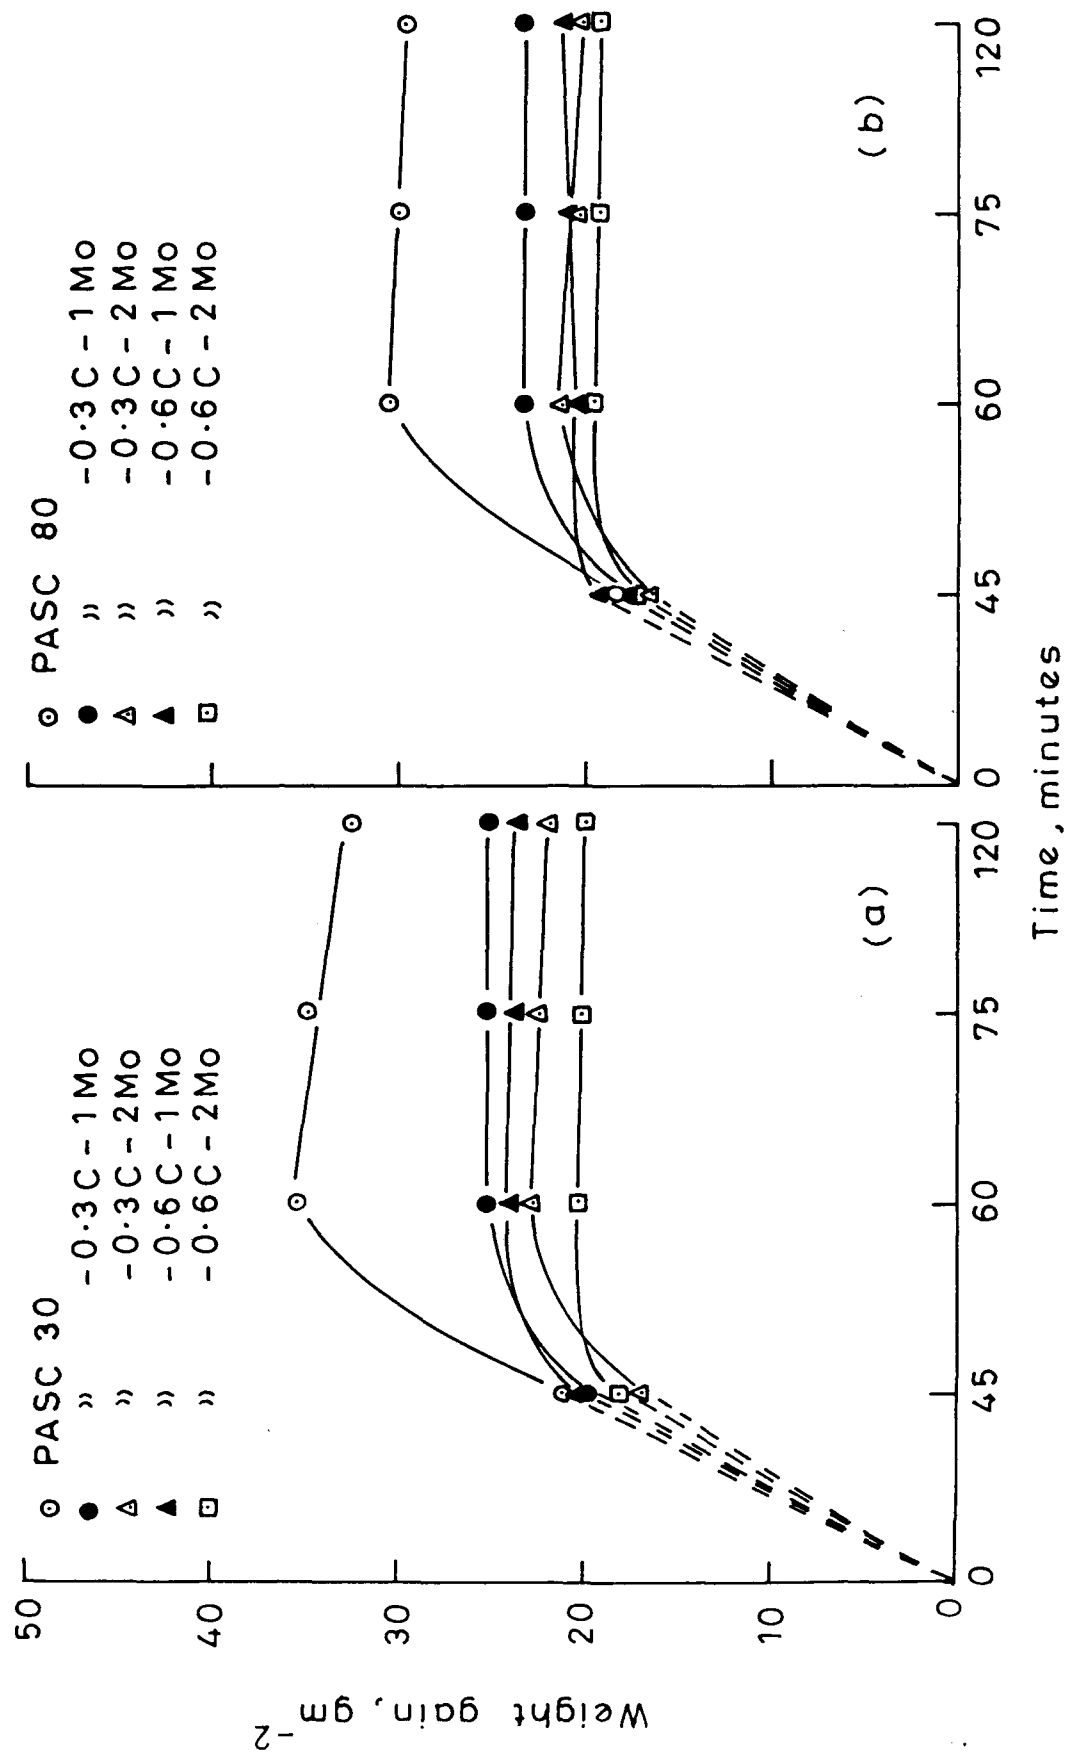 Weight gain, gm⁻²
50
40
30
20
10
0
⊙ PASC 30
● ” -0·3C-1Mo
△ ” -0·3C-2Mo
▲ ” -0·6C-1Mo
⊡ ” -0·6C-2Mo
(a)
0 45 60 75 120
⊙ PASC 80
● ” -0·3C-1Mo
△ ” -0·3C-2Mo
▲ ” -0·6C-1Mo
⊡ ” -0·6C-2Mo
(b)
0 45 60 75 120
Time, minutes